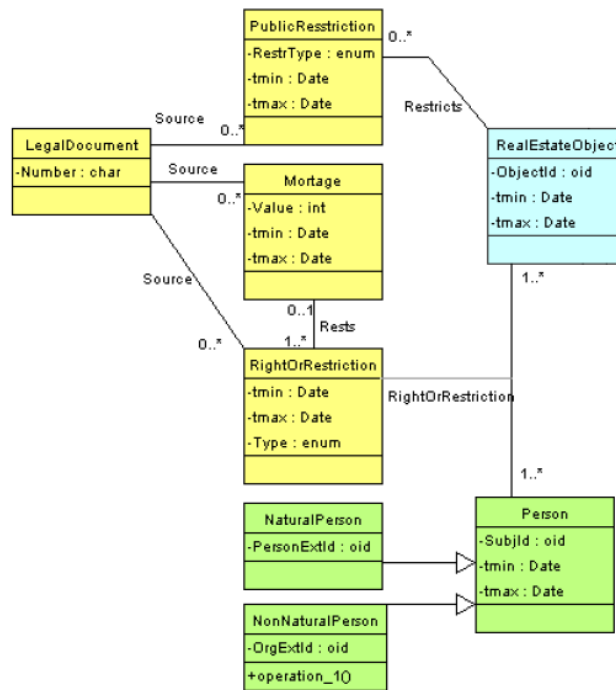 PublicResstriction
-RestrType : enum
-tmin : Date
-tmax : Date
0..*
Restricts
Source
0..*
LegalDocument
-Number : char
RealEstateObject
-ObjectId : oid
-tmin : Date
-tmax : Date
Source
0..*
Mortage
-Value : int
-tmin : Date
-tmax : Date
Source
0..*
0..1
Rests
1..*
1..*
RightOrRestriction
-tmin : Date
-tmax : Date
-Type : enum
RightOrRestriction
1..*
NaturalPerson
-PersonExtId : oid
Person
-SubjId : oid
-tmin : Date
-tmax : Date
NonNaturalPerson
-OrgExtId : oid
+operation_1()